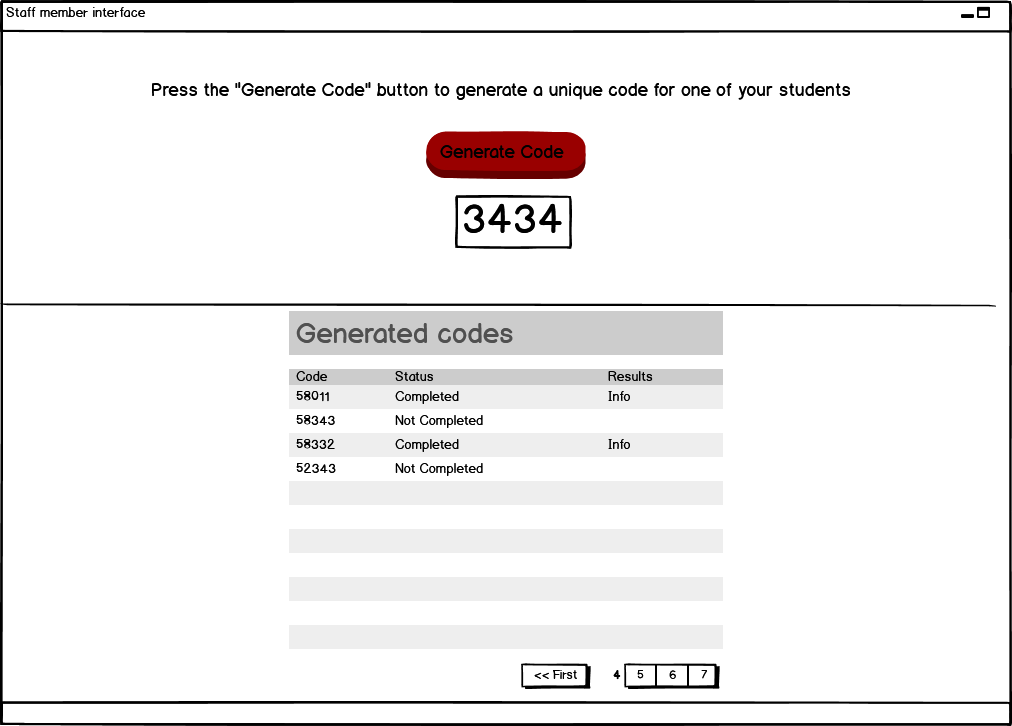 Staff member interface
Press the "Generate Code" button to generate a unique code for one of your students
Generate Code
3434
Generated codes
Code Status Results
58011 Completed Info
58343 Not Completed
58332 Completed Info
52343 Not Completed
<< First 4 5 6 7